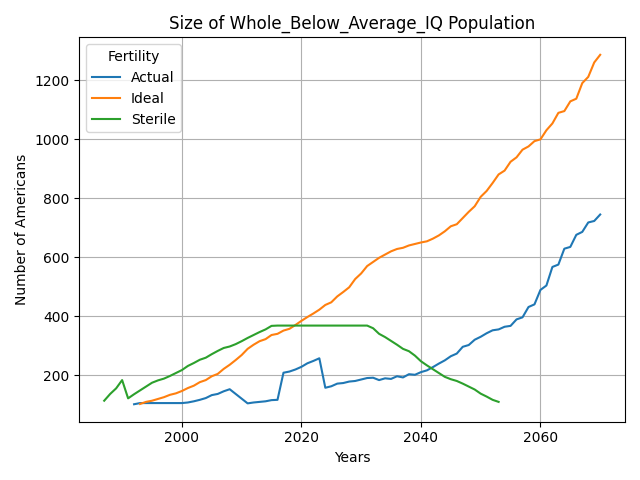 Size of Whole_Below_Average_IQ Population
Fertility
Actual
Ideal
Sterile
Number of Americans
1200
1000
800
600
400
200
2000
2020
2040
2060
Years